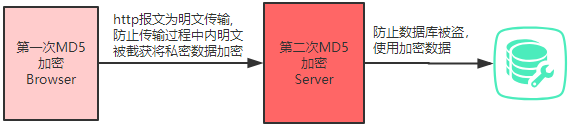 第一次MD5
加密
Browser
http报文为明文传输,
防止传输过程中内明文
被截获将私密数据加密
第二次MD5
加密
Server
防止数据库被盗，
使用加密数据